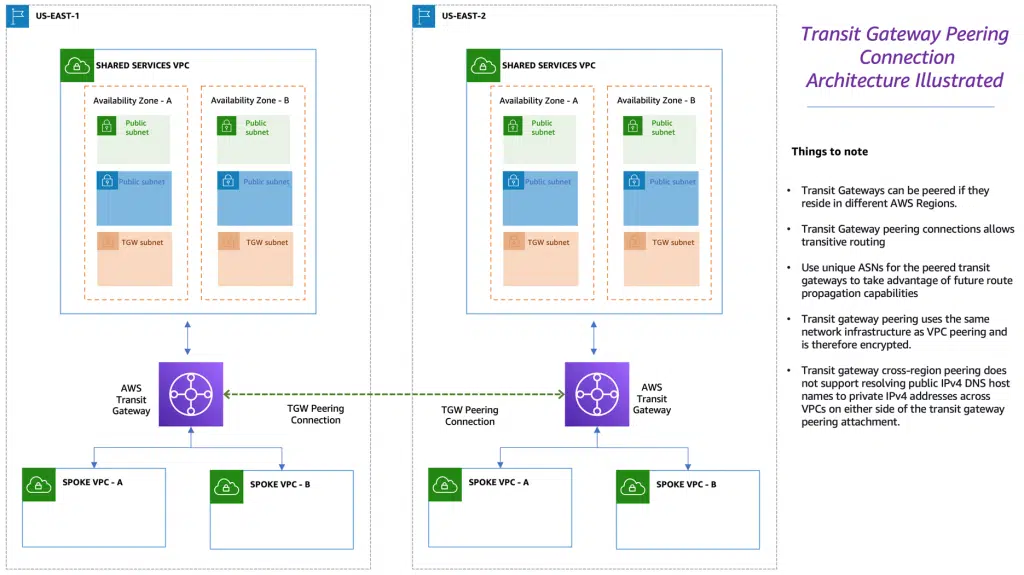 US-EAST-1
SHARED SERVICES VPC
Availability Zone - A
Availability Zone - B
Public
subnet
Public
subnet
Public subnet
Public subnet
TGW subnet
TGW subnet
AWS
Transit
Gateway
TGW Peering
Connection
SPOKE VPC - A
SPOKE VPC - B
US-EAST-2
SHARED SERVICES VPC
Availability Zone - A
Availability Zone - B
Public
subnet
Public
subnet
Public subnet
Public subnet
TGW subnet
TGW subnet
TGW Peering
Connection
AWS
Transit
Gateway
SPOKE VPC - A
SPOKE VPC - B
Transit Gateway Peering
Connection
Architecture Illustrated
Things to note
• Transit Gateways can be peered if they
reside in different AWS Regions.
• Transit Gateway peering connections allows
transitive routing
• Use unique ASNs for the peered transit
gateways to take advantage of future route
propagation capabilities
• Transit gateway peering uses the same
network infrastructure as VPC peering and
is therefore encrypted.
• Transit gateway cross-region peering does
not support resolving public IPv4 DNS host
names to private IPv4 addresses across
VPCs on either side of the transit gateway
peering attachment.